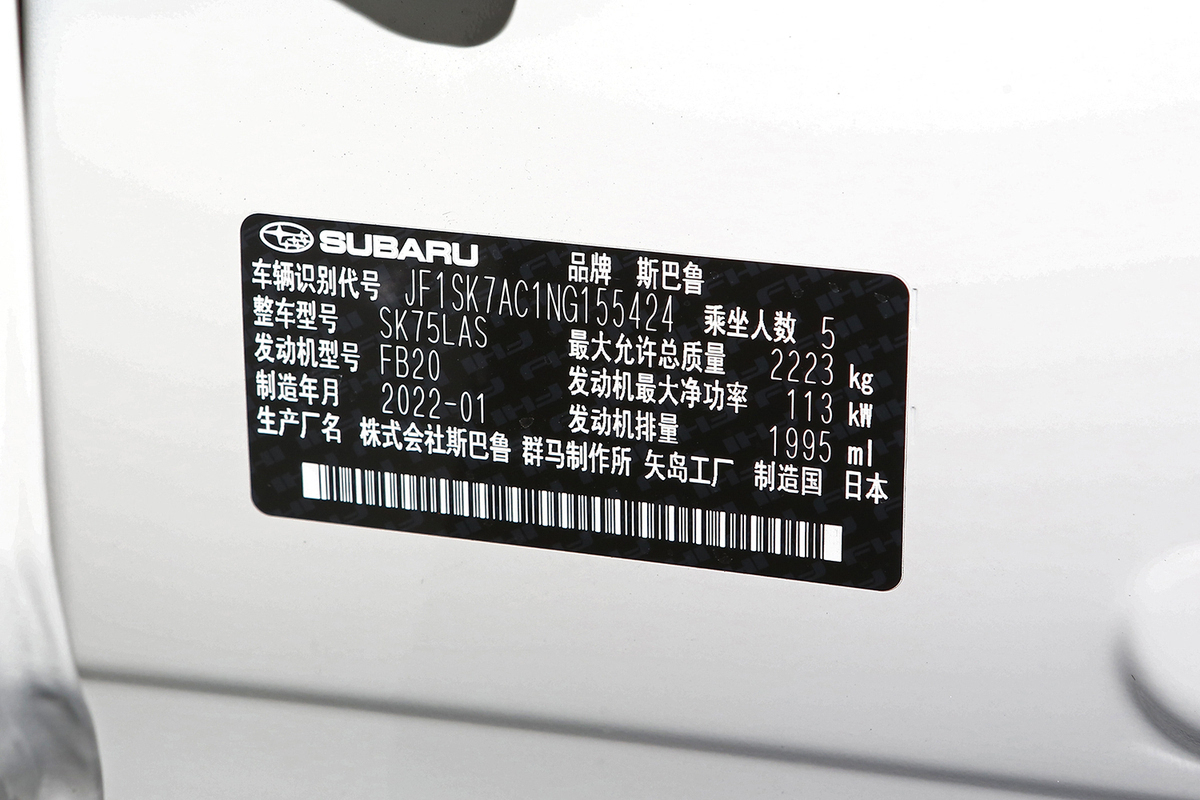 SUBARU 品牌 斯巴鲁
车辆识别代号 JF1SK7AC1NG155424 乘坐人数 5
整车型号 SK75LAS 最大允许总质量 2223 kg
发动机型号 FB20 发动机最大净功率 113 kW
制造年月 2022-01 发动机排量 1995 ml
生产厂名 株式会社斯巴鲁 群马制作所 矢岛工厂 制造国 日本